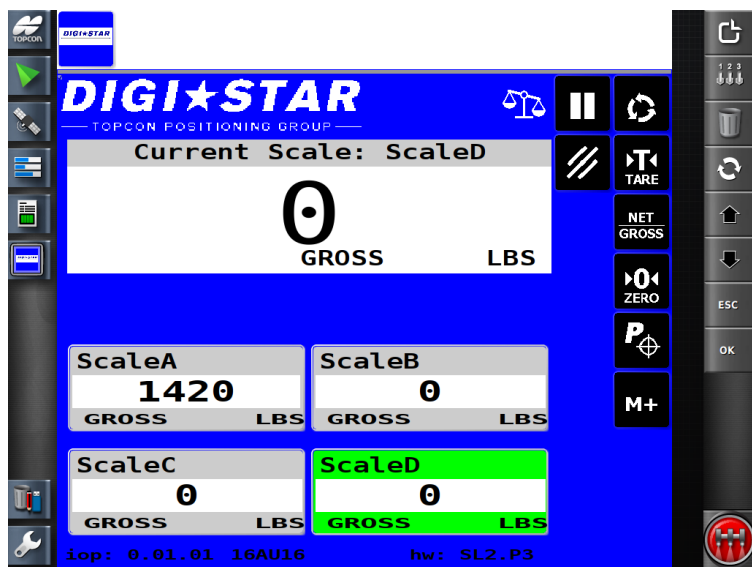 TOPCON
DIGI★STAR
DIGI★STAR
TOPCON POSITIONING GROUP
Current Scale: ScaleD
0
GROSS LBS
T
TARE
NET
GROSS
0
ZERO
P
M+
1 2 3
ESC
OK
ScaleA
1420
GROSS LBS
ScaleB
0
GROSS LBS
ScaleC
0
GROSS LBS
ScaleD
0
GROSS LBS
iop: 0.01.01 16AU16 hw: SL2.P3